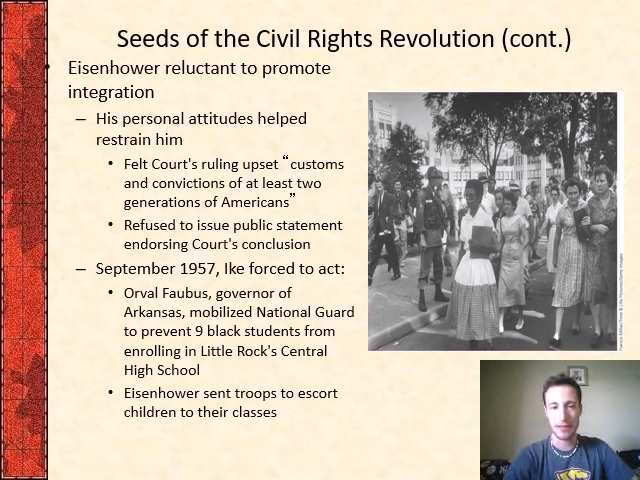 Seeds of the Civil Rights Revolution (cont.)
• Eisenhower reluctant to promote
integration
– His personal attitudes helped
restrain him
• Felt Court's ruling upset “customs
and convictions of at least two
generations of Americans”
• Refused to issue public statement
endorsing Court's conclusion
– September 1957, Ike forced to act:
• Orval Faubus, governor of
Arkansas, mobilized National Guard
to prevent 9 black students from
enrolling in Little Rock's Central
High School
• Eisenhower sent troops to escort
children to their classes